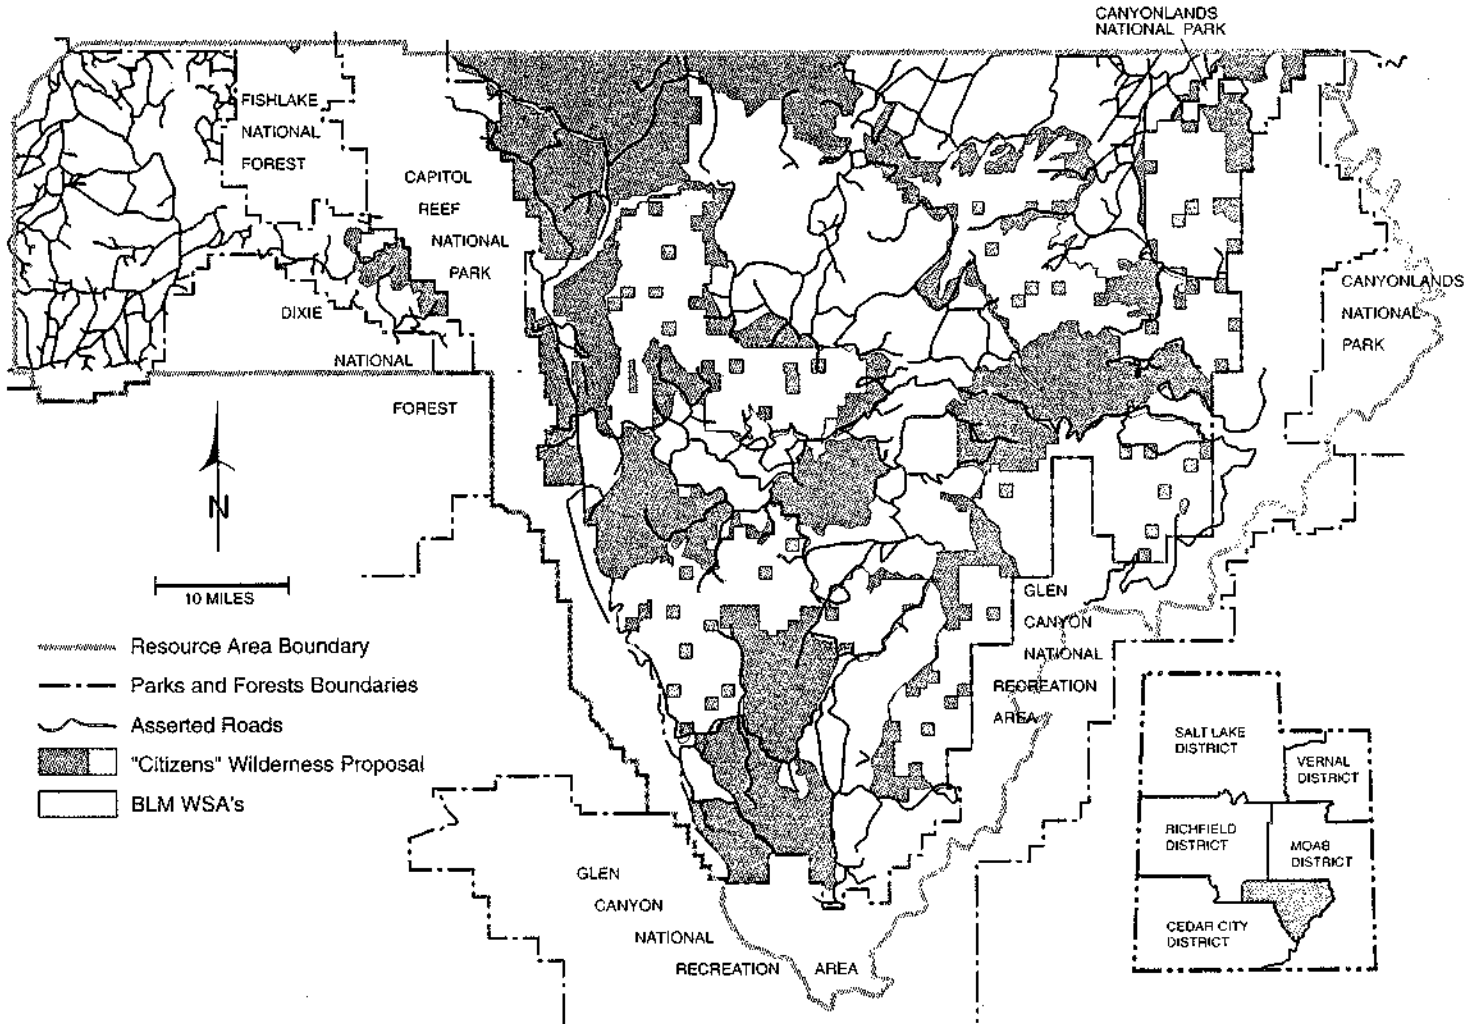 CANYONLANDS
NATIONAL PARK
FISHLAKE
NATIONAL
FOREST
CAPITOL
REEF
NATIONAL
PARK
DIXIE
NATIONAL
FOREST
CANYONLANDS
NATIONAL
PARK
N
10 MILES
Resource Area Boundary
Parks and Forests Boundaries
Asserted Roads
"Citizens" Wilderness Proposal
BLM WSA's
GLEN
CANYON
NATIONAL
RECREATION
AREA
GLEN
CANYON
NATIONAL
RECREATION AREA
SALT LAKE
DISTRICT
VERNAL
DISTRICT
RICHFIELD
DISTRICT
MOAB
DISTRICT
CEDAR CITY
DISTRICT